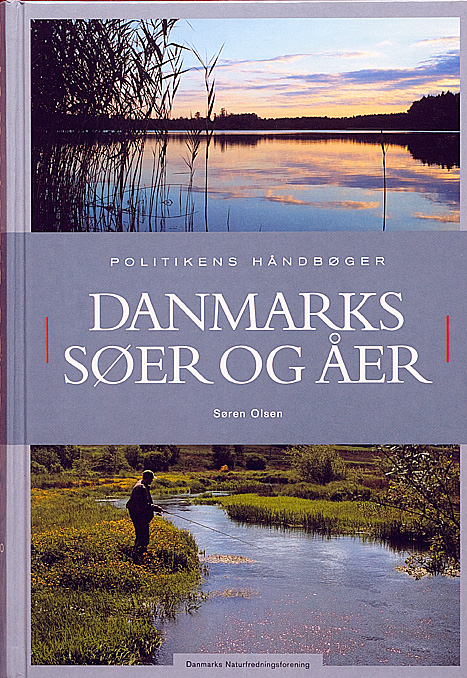 POLITIKENS HÅNDBØGER
DANMARKS
SØER OG ÅER
Søren Olsen
Danmarks Naturfredningsforening